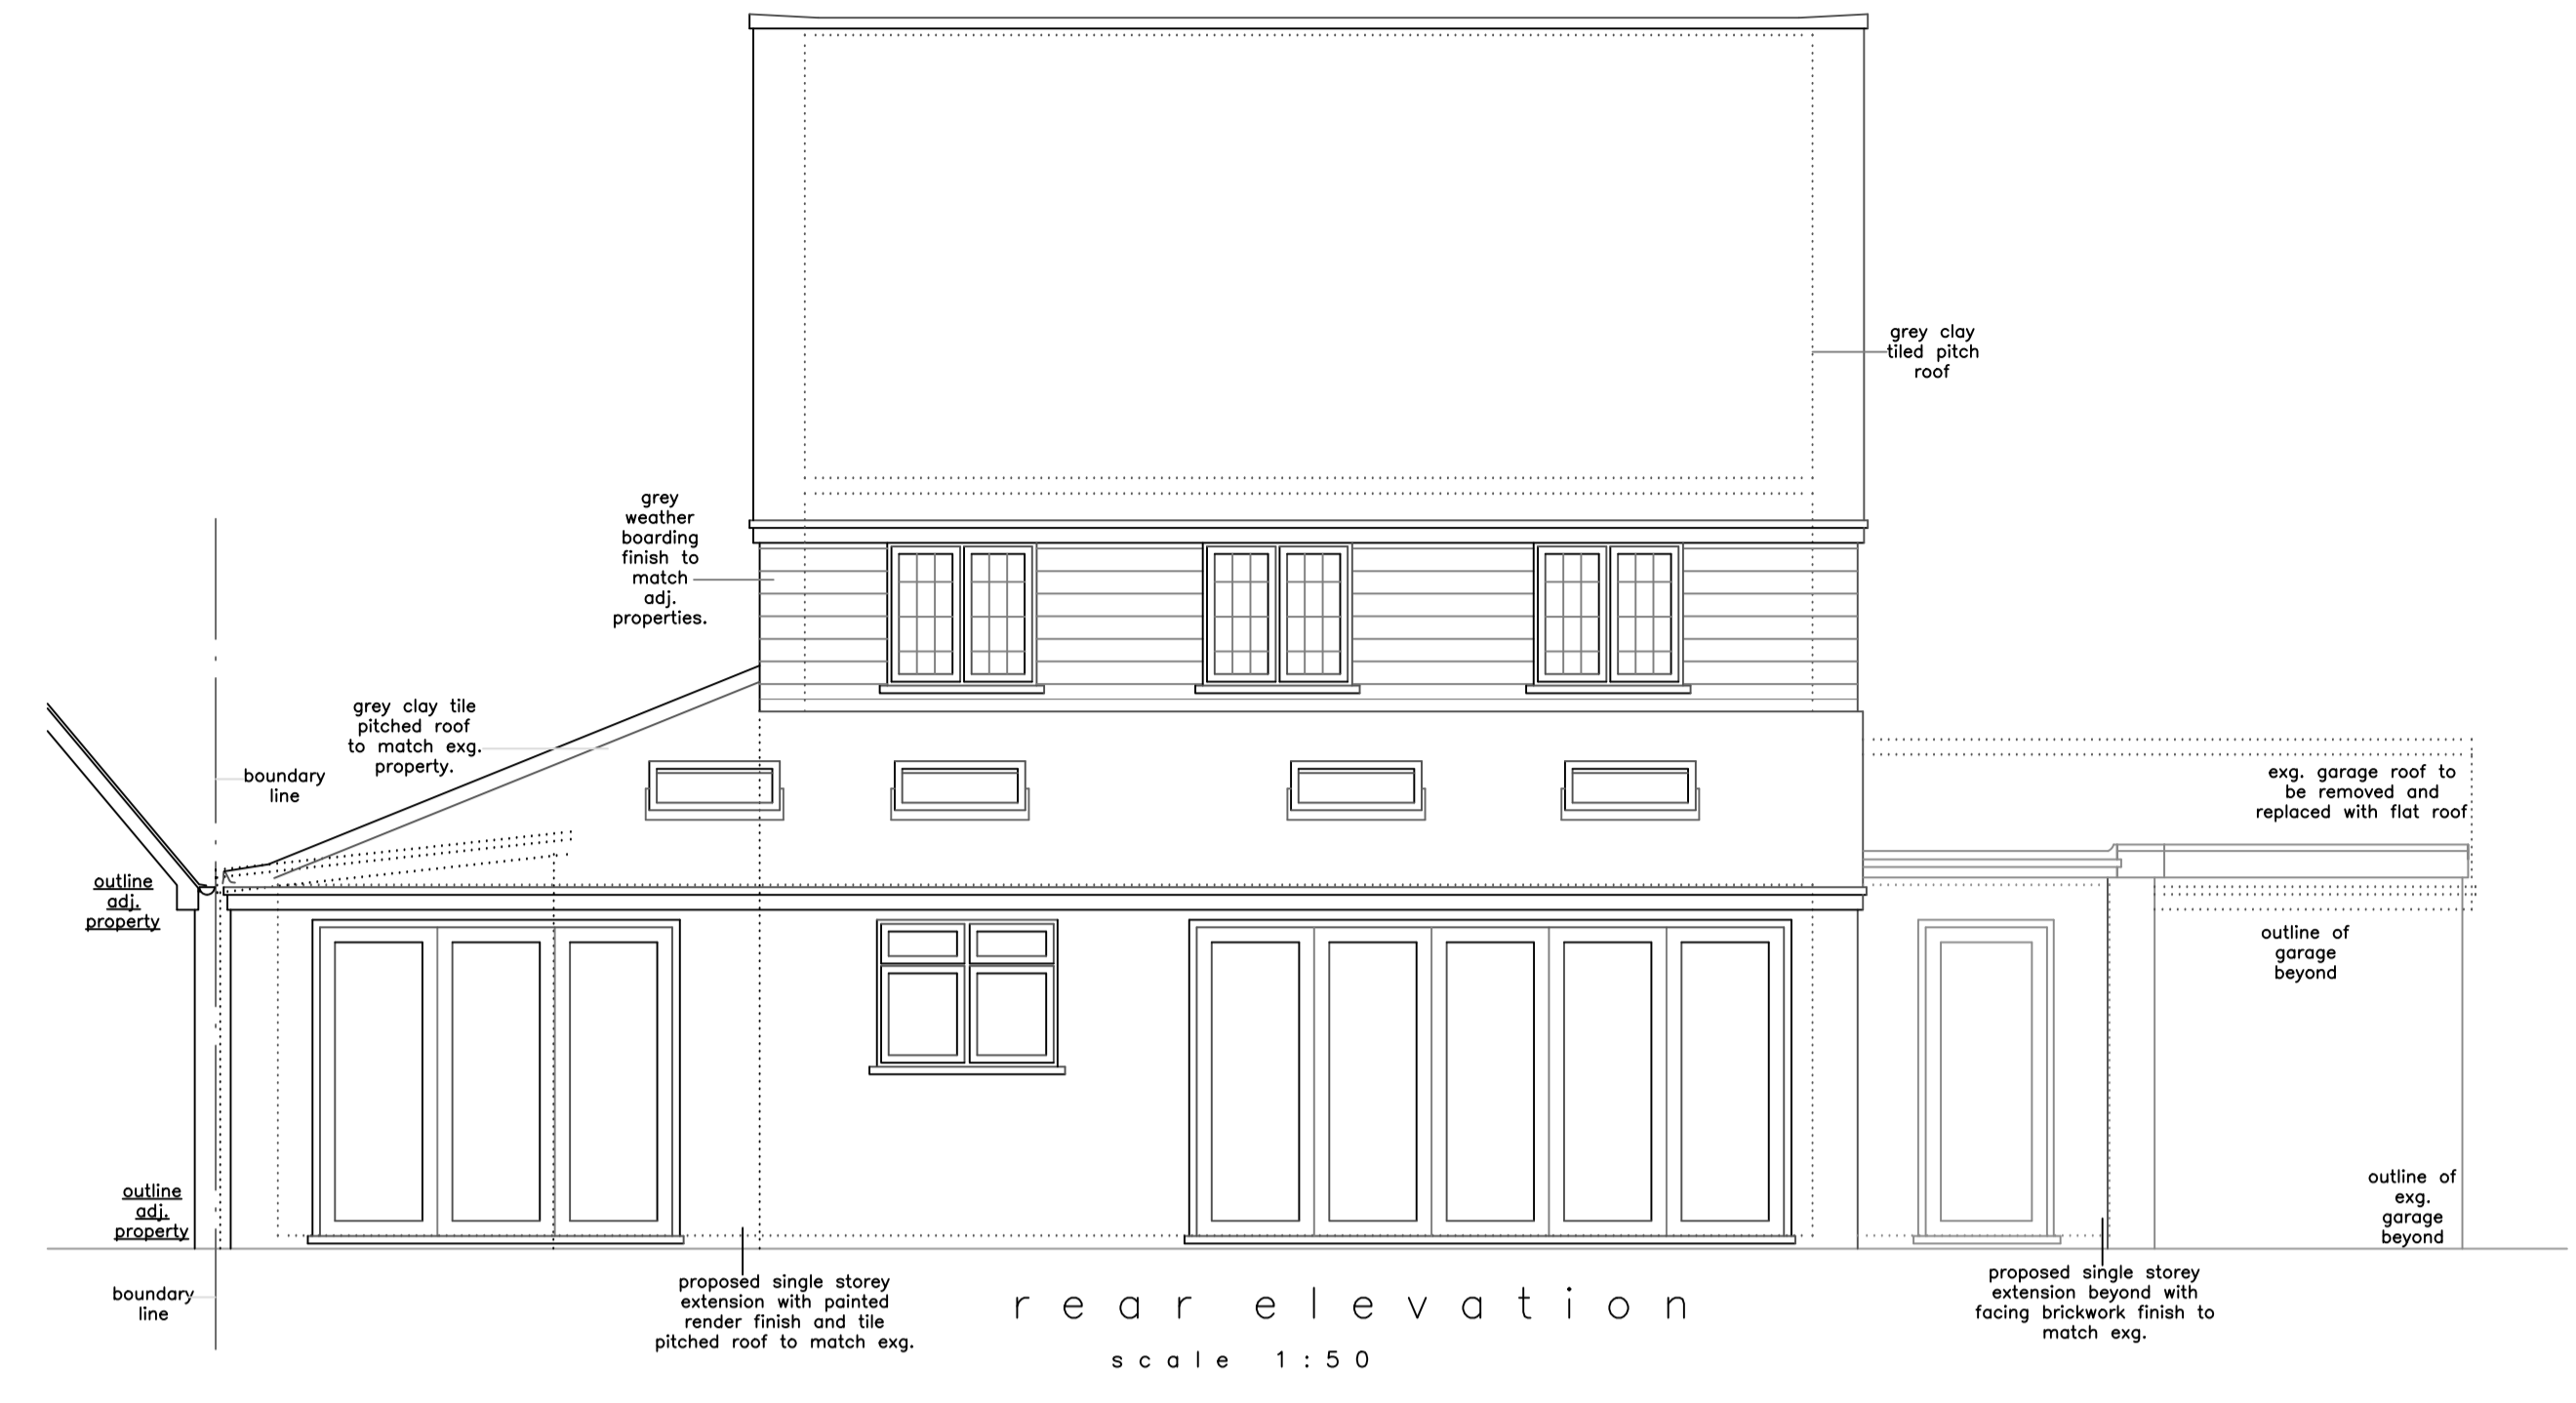 grey clay
tiled pitch
roof
grey
weather
boarding
finish to
match
adj.
properties.
grey clay tile
pitched roof
to match exg.
property.
boundary
line
exg. garage roof to
be removed and
replaced with flat roof
outline
adj.
property
outline of
garage
beyond
outline
adj.
property
outline of
exg.
garage
beyond
boundary
line
proposed single storey
extension with painted
render finish and tile
pitched roof to match exg.
rear elevation
scale 1:50
proposed single storey
extension beyond with
facing brickwork finish to
match exg.